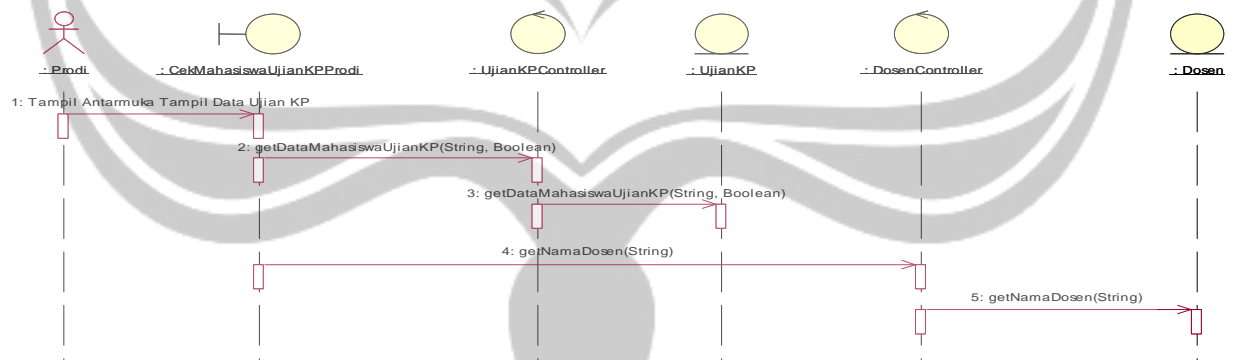 : Prodi
: CekMahasiswaUjianKPProdi
: UjianKPController
: UjianKP
: DosenController
: Dosen
1: Tampil Antarmuka Tampil Data Ujian KP
2: getDataMahasiswaUjianKP(String, Boolean)
3: getDataMahasiswaUjianKP(String, Boolean)
4: getNamaDosen(String)
5: getNamaDosen(String)